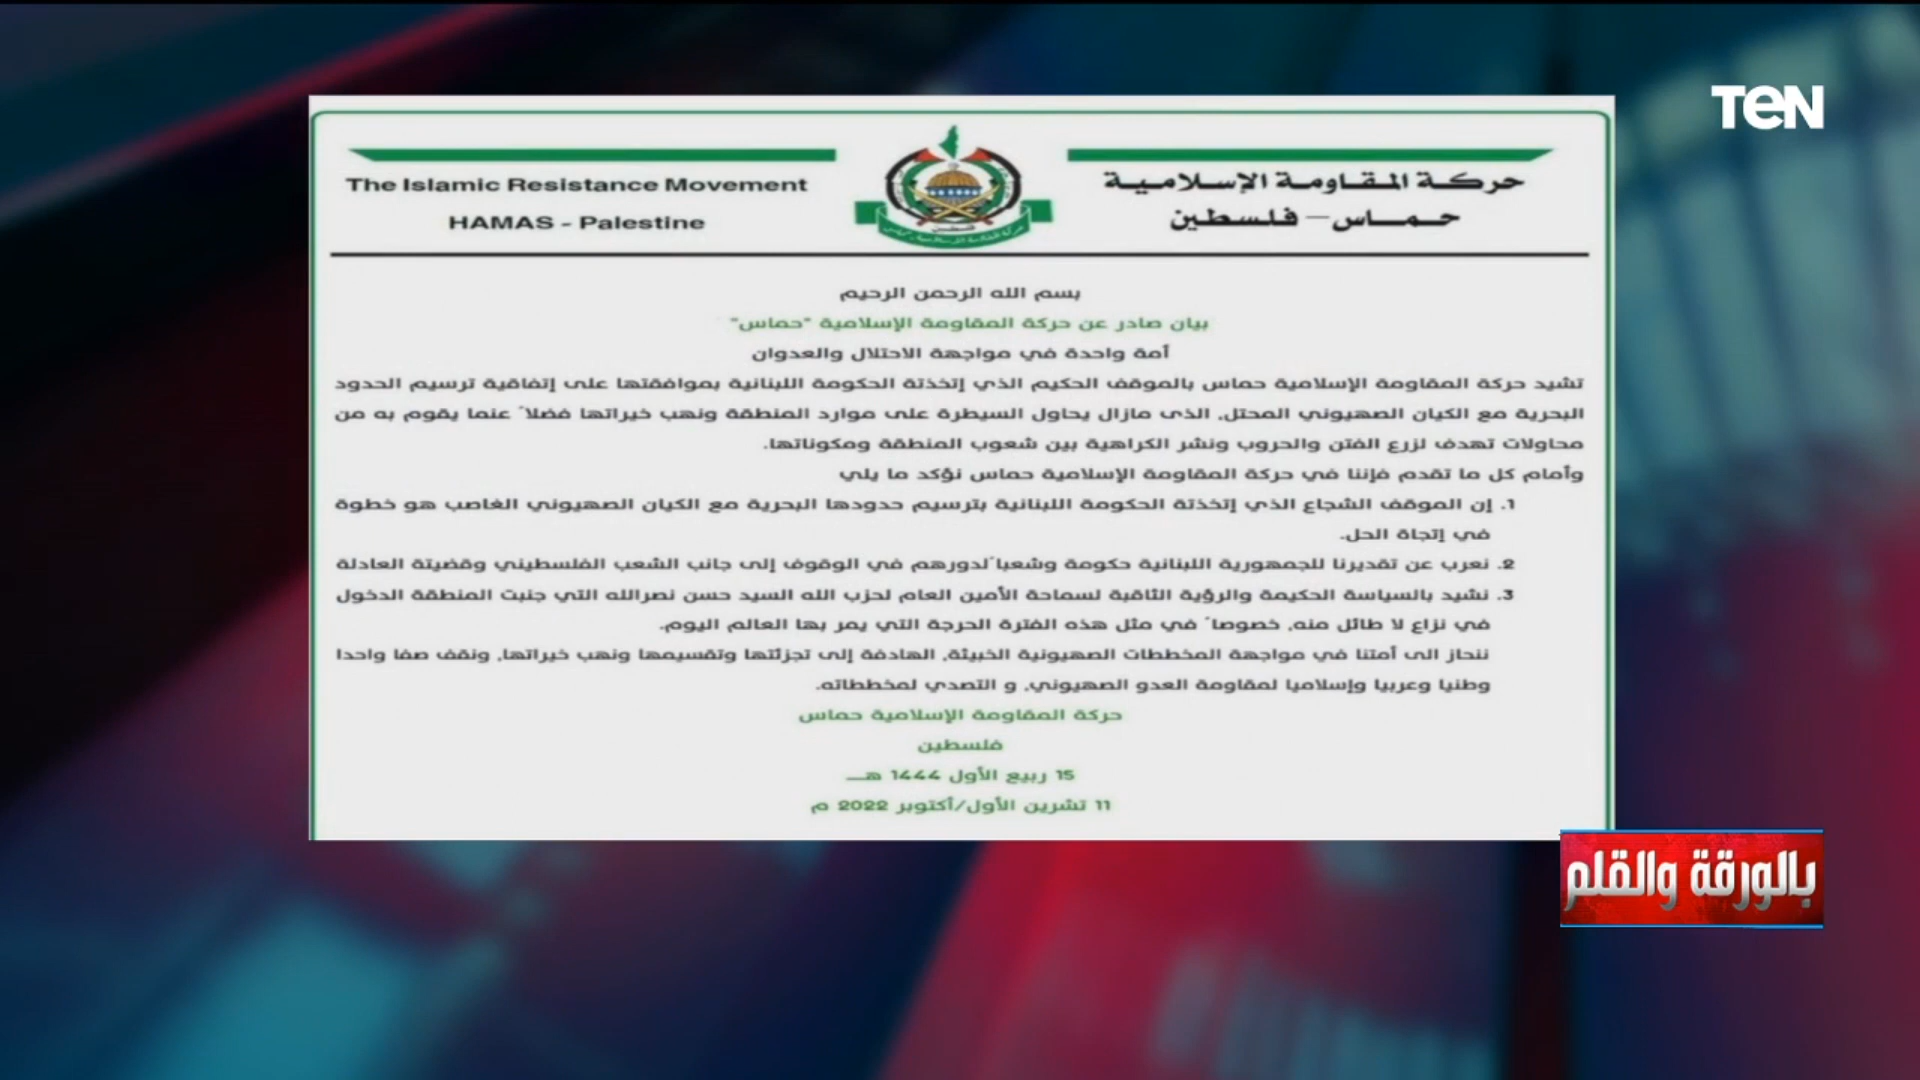 TeN
The Islamic Resistance Movement
HAMAS - Palestine
حركة المقاومة الإسلامية
حماس - فلسطين
بسم الله الرحمن الرحيم
بيان صادر عن حركة المقاومة الإسلامية "حماس"
أمة واحدة في مواجهة الاحتلال والعدوان
تشيد حركة المقاومة الإسلامية حماس بالموقف الحكيم الذي إتخذتة الحكومة اللبنانية بموافقتها على إتفاقية ترسيم الحدود
البحرية مع الكيان الصهيوني المحتل، الذى مازال يحاول السيطرة على موارد المنطقة ونهب خيراتها فضلاً عنما يقوم به من
محاولات تهدف لزرع الفتن والحروب ونشر الكراهية بين شعوب المنطقة ومكوناتها.
وأمام كل ما تقدم فإننا في حركة المقاومة الإسلامية حماس نؤكد ما يلي
1. إن الموقف الشجاع الذي إتخذتة الحكومة اللبنانية بترسيم حدودها البحرية مع الكيان الصهيوني الغاصب هو خطوة
في إتجاة الحل.
2. نعرب عن تقديرنا للجمهورية اللبنانية حكومة وشعباً لدورهم في الوقوف إلى جانب الشعب الفلسطيني وقضيتة العادلة
3. نشيد بالسياسة الحكيمة والرؤية الثاقبة لسماحة الأمين العام لحزب الله السيد حسن نصرالله التي جنبت المنطقة الدخول
في نزاع لا طائل منه، خصوصاً في مثل هذه الفترة الحرجة التي يمر بها العالم اليوم.
ننحاز الى أمتنا في مواجهة المخططات الصهيونية الخبيثة، الهادفة إلى تجزئتها وتقسيمها ونهب خيراتها، ونقف صفا واحدا
وطنيا وعربيا وإسلاميا لمقاومة العدو الصهيوني، و التصدي لمخططاته.
حركة المقاومة الإسلامية حماس
فلسطين
15 ربيع الأول 1444 هـ
11 تشرين الأول/أكتوبر 2022 م
بالورقة والقلم